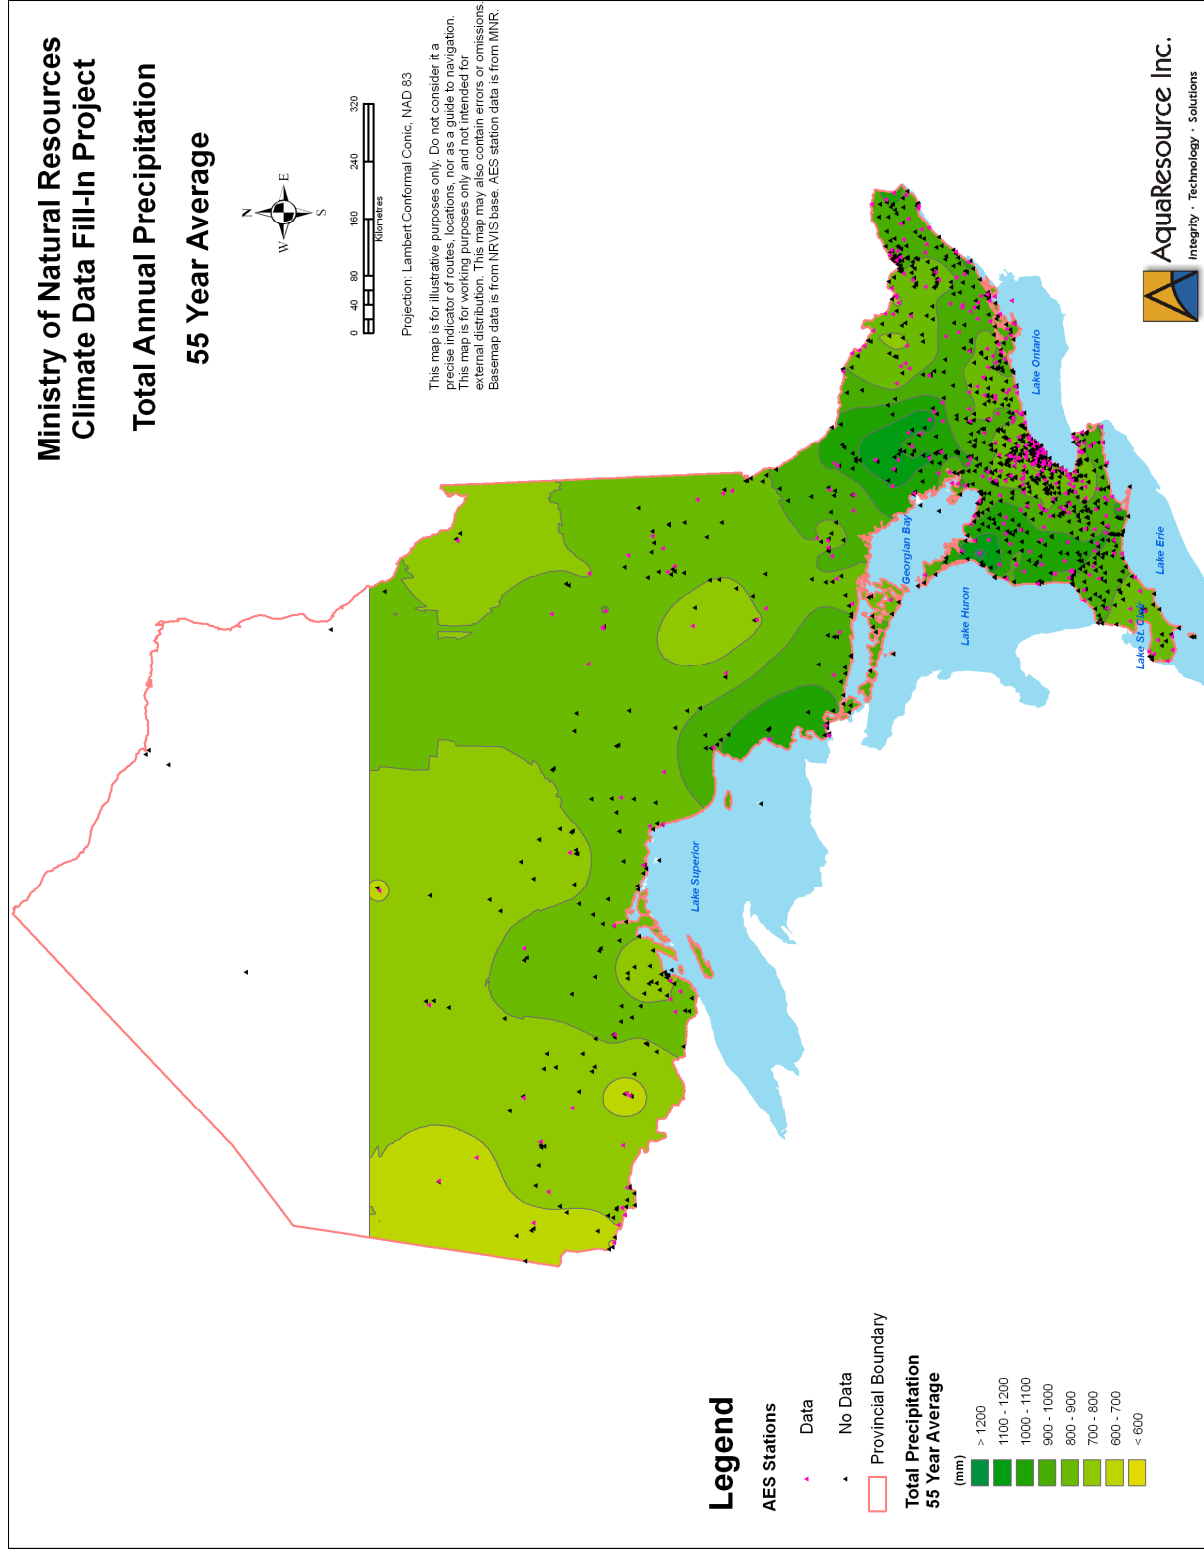 Ministry of Natural Resources
Climate Data Fill-In Project
Total Annual Precipitation
55 Year Average
N
W
E
S
0 40 80 160 240 320
Kilometres
Projection: Lambert Conformal Conic, NAD 83
This map is for illustrative purposes only. Do not consider it a
precise indicator of routes, locations, nor as a guide to navigation.
This map is for working purposes only and not intended for
external distribution. This map may also contain errors or omissions.
Basemap data is from NRVIS base. AES station data is from MNR.
Lake Superior
Georgian Bay
Lake Huron
Lake Ontario
Lake St. Clair
Lake Erie
Legend
AES Stations
Data
No Data
Provincial Boundary
Total Precipitation
55 Year Average
(mm)
> 1200
1100 - 1200
1000 - 1100
900 - 1000
800 - 900
700 - 800
600 - 700
< 600
AquaResource Inc.
Integrity · Technology · Solutions